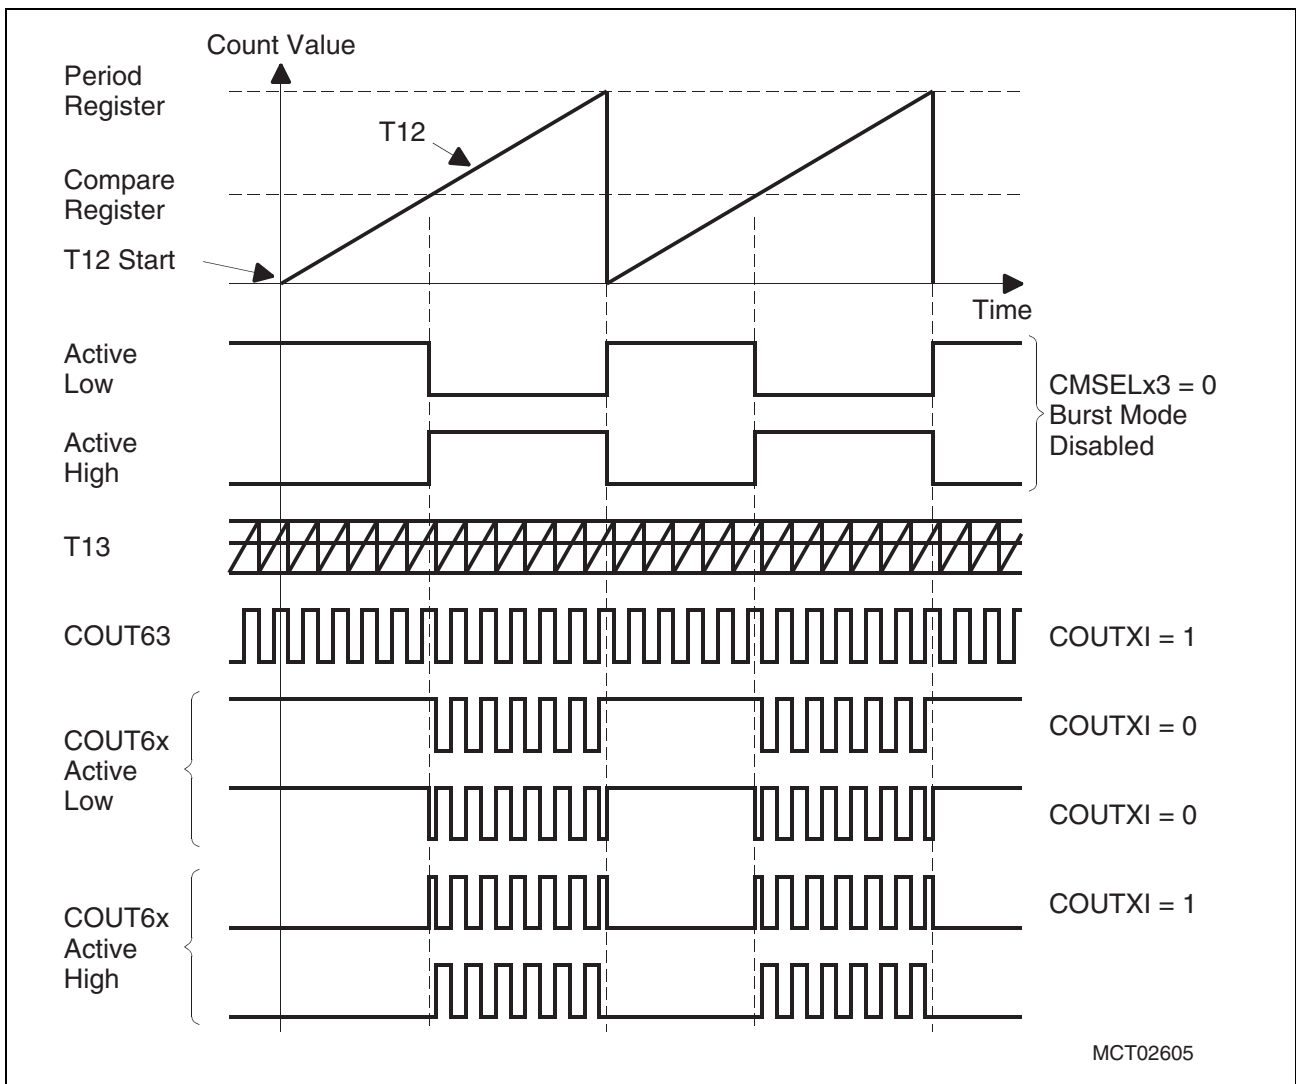 Count Value
Period
Register
T12
Compare
Register
T12 Start
Time
Active
Low
CMSELx3 = 0
Burst Mode
Disabled
Active
High
T13
COUT63
COUTXI = 1
COUT6x
Active
Low
COUTXI = 0
COUTXI = 0
COUT6x
Active
High
COUTXI = 1
MCT02605